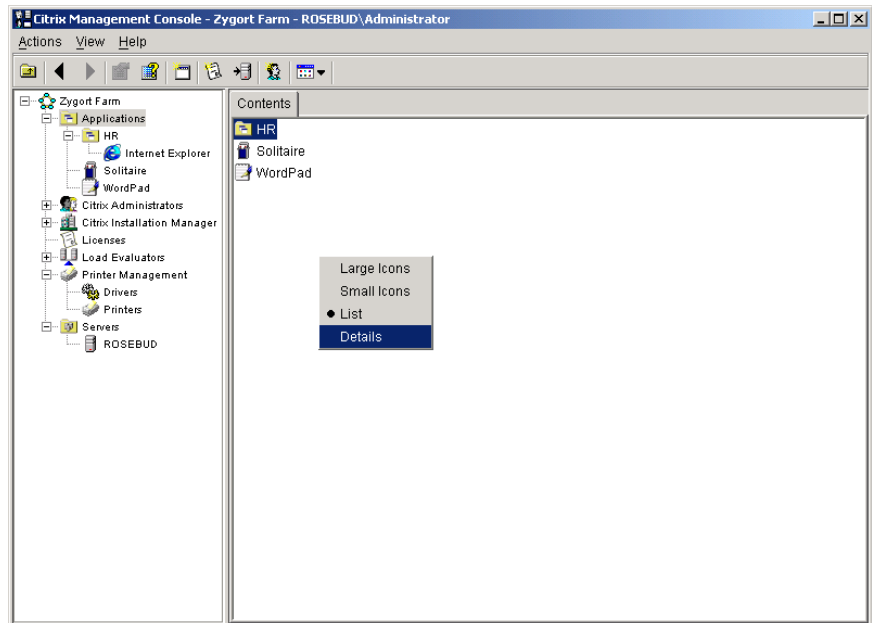 Citrix Management Console - Zygort Farm - ROSEBUD\Administrator
Actions View Help
Zygort Farm
Applications
HR
Internet Explorer
Solitaire
WordPad
Citrix Administrators
Citrix Installation Manager
Licenses
Load Evaluators
Printer Management
Drivers
Printers
Servers
ROSEBUD
Contents
HR
Solitaire
WordPad
Large Icons
Small Icons
List
Details